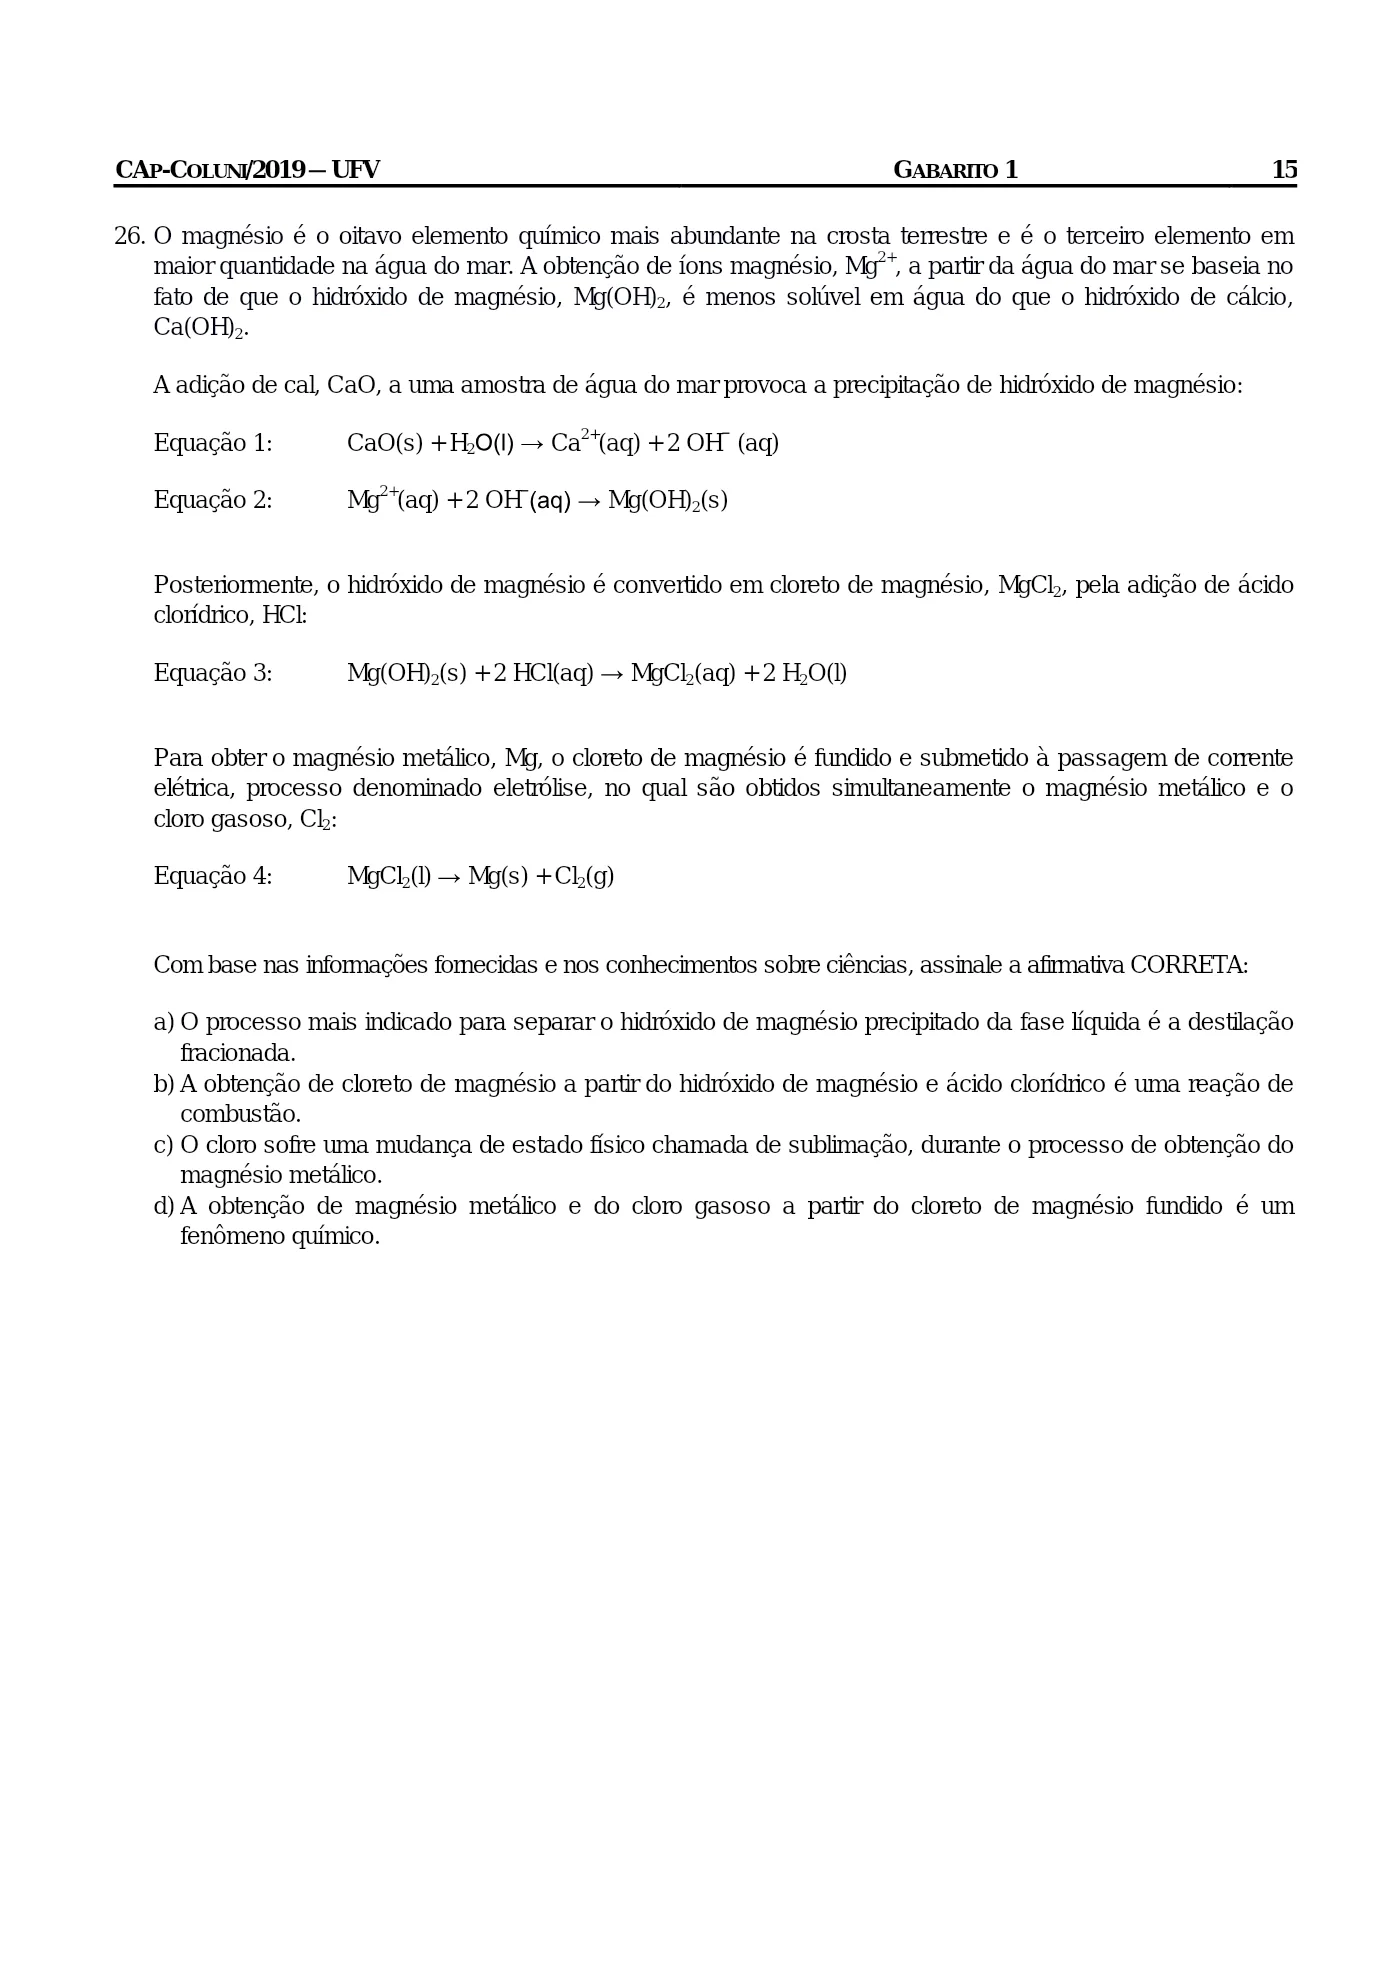 CAP-COLUNI/2019 — UFV GABARITO 1 15
26. O magnésio é o oitavo elemento químico mais abundante na crosta terrestre e é o terceiro elemento em
maior quantidade na água do mar. A obtenção de íons magnésio, Mg²⁺, a partir da água do mar se baseia no
fato de que o hidróxido de magnésio, Mg(OH)₂, é menos solúvel em água do que o hidróxido de cálcio,
Ca(OH)₂.
A adição de cal, CaO, a uma amostra de água do mar provoca a precipitação de hidróxido de magnésio:
Equação 1: CaO(s) + H₂O(l) → Ca²⁺(aq) + 2 OH⁻ (aq)
Equação 2: Mg²⁺(aq) + 2 OH⁻(aq) → Mg(OH)₂(s)
Posteriormente, o hidróxido de magnésio é convertido em cloreto de magnésio, MgCl₂, pela adição de ácido
clorídrico, HCl:
Equação 3: Mg(OH)₂(s) + 2 HCl(aq) → MgCl₂(aq) + 2 H₂O(l)
Para obter o magnésio metálico, Mg, o cloreto de magnésio é fundido e submetido à passagem de corrente
elétrica, processo denominado eletrólise, no qual são obtidos simultaneamente o magnésio metálico e o
cloro gasoso, Cl₂:
Equação 4: MgCl₂(l) → Mg(s) + Cl₂(g)
Com base nas informações fornecidas e nos conhecimentos sobre ciências, assinale a afirmativa CORRETA:
a) O processo mais indicado para separar o hidróxido de magnésio precipitado da fase líquida é a destilação
fracionada.
b) A obtenção de cloreto de magnésio a partir do hidróxido de magnésio e ácido clorídrico é uma reação de
combustão.
c) O cloro sofre uma mudança de estado físico chamada de sublimação, durante o processo de obtenção do
magnésio metálico.
d) A obtenção de magnésio metálico e do cloro gasoso a partir do cloreto de magnésio fundido é um
fenômeno químico.